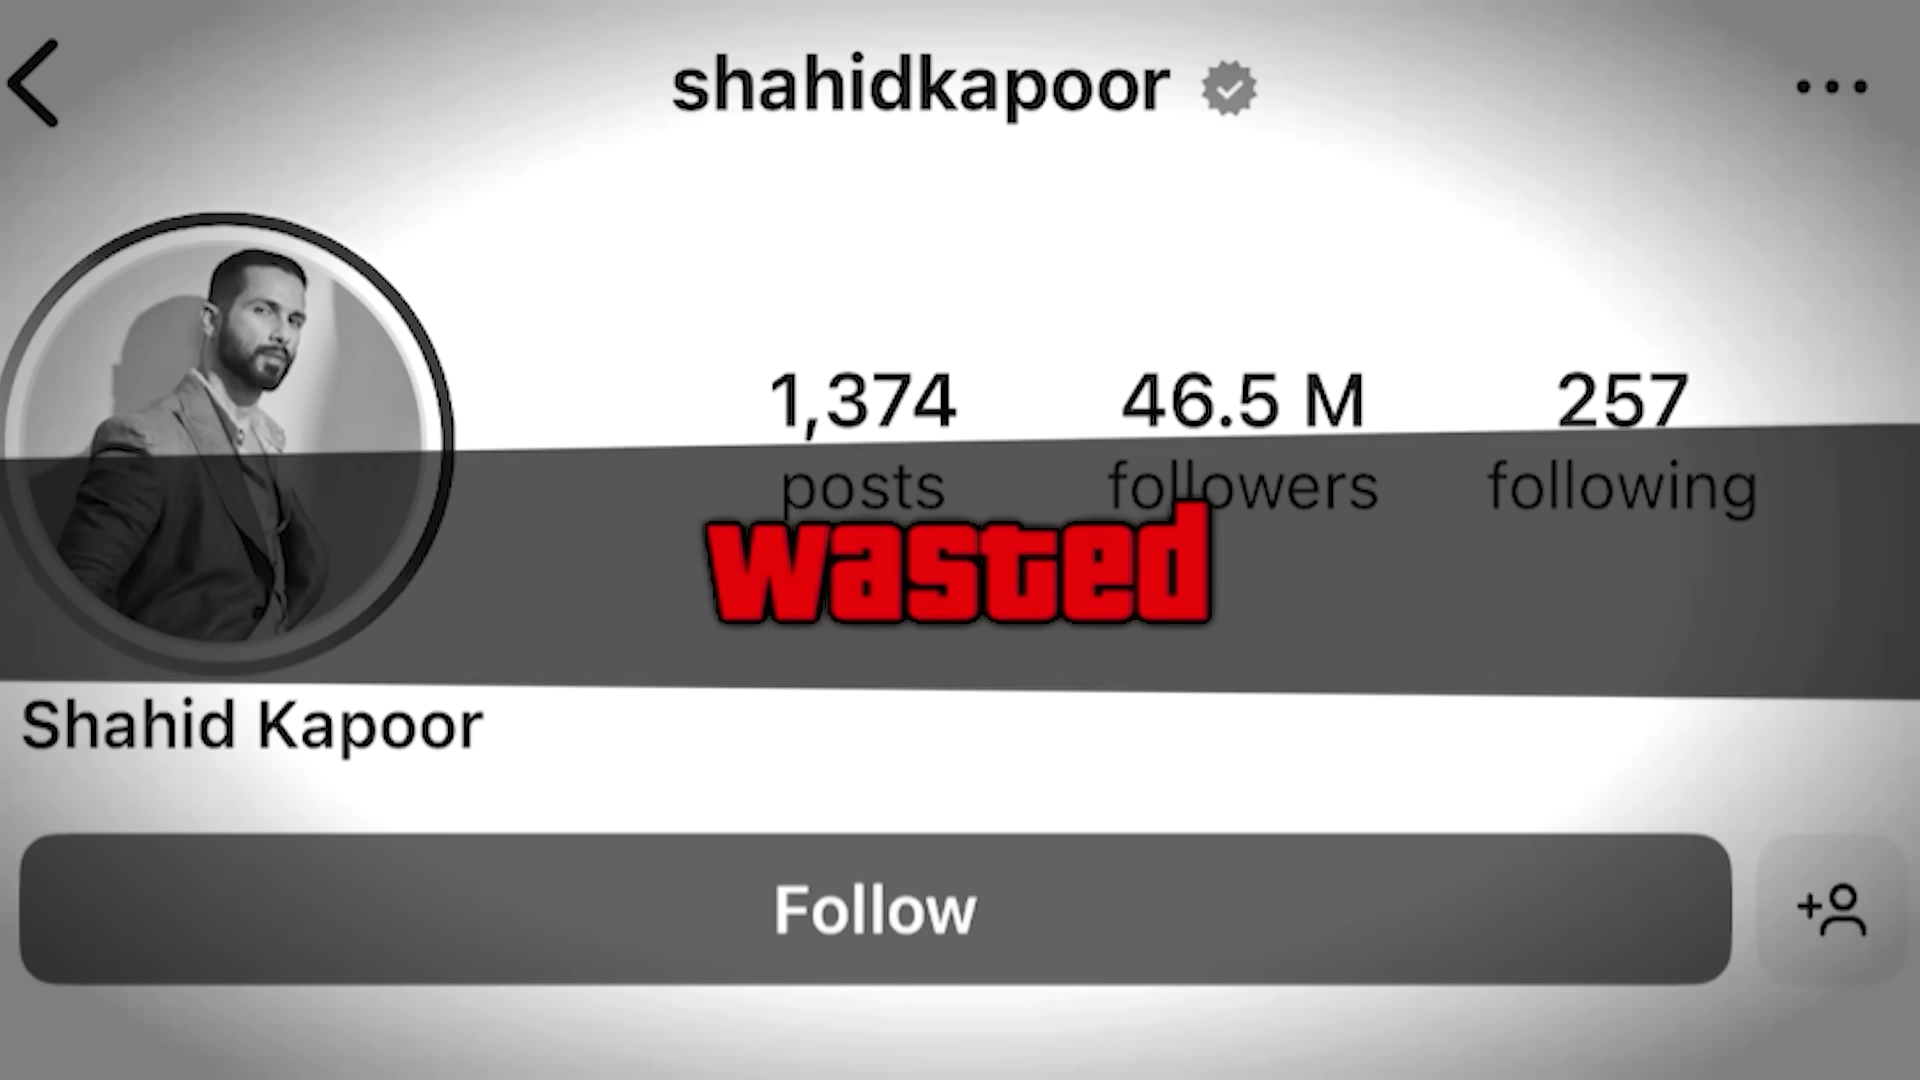 shahidkapoor
1,374 46.5 M 257
posts followers following
wasted
Shahid Kapoor
Follow